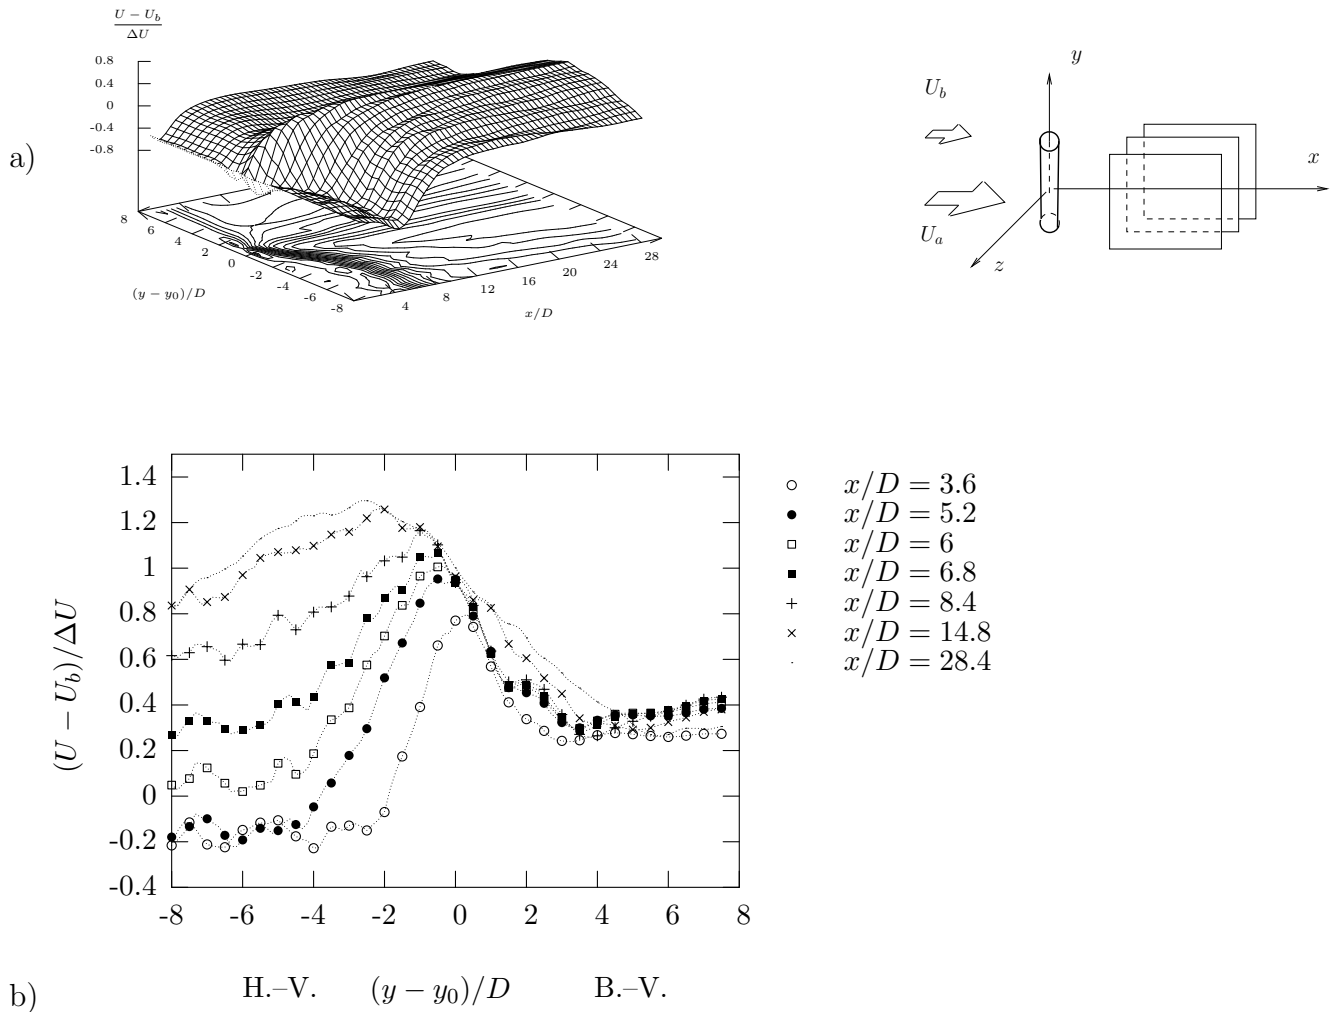 U − U_b
ΔU
0.8
0.4
0
-0.4
-0.8
a)
8
6
4
2
0
-2
-4
-6
-8
(y − y_0)/D
4
8
12
16
20
24
28
x/D
y
U_b
x
U_a
z
(U − U_b)/ΔU
1.4
1.2
1
0.8
0.6
0.4
0.2
0
-0.2
-0.4
-8 -6 -4 -2 0 2 4 6 8
x/D = 3.6
x/D = 5.2
x/D = 6
x/D = 6.8
x/D = 8.4
x/D = 14.8
x/D = 28.4
b) H.–V. (y − y_0)/D B.–V.